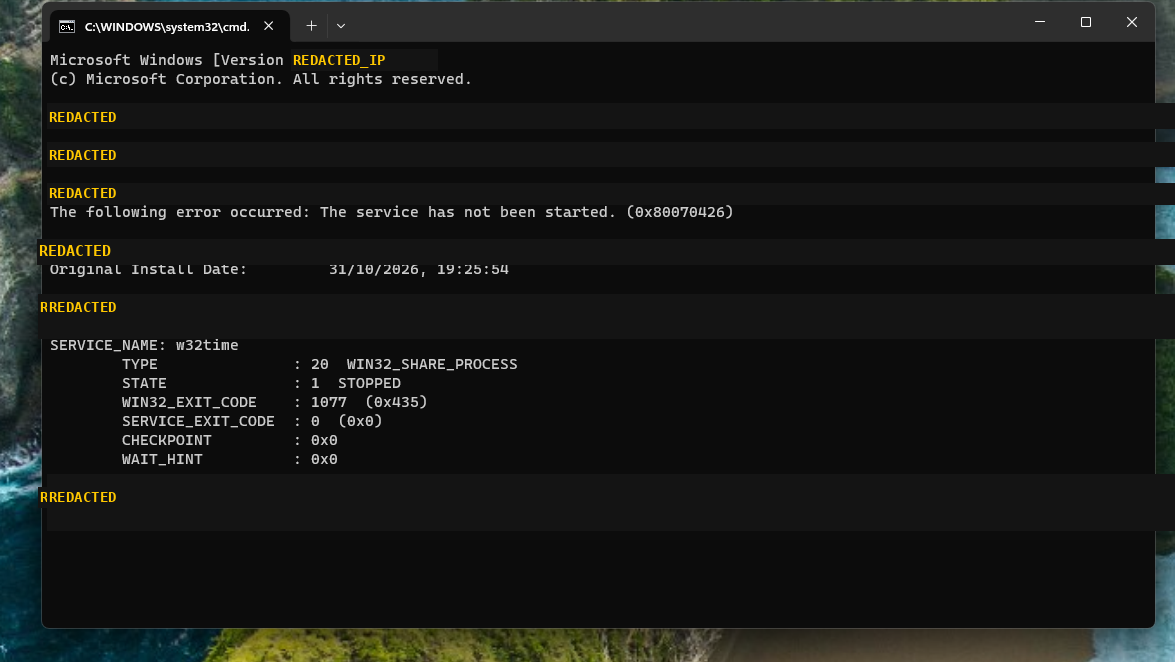 C:\WINDOWS\system32\cmd.
Microsoft Windows [Version REDACTED_IP
(c) Microsoft Corporation. All rights reserved.
REDACTED
REDACTED
REDACTED
The following error occurred: The service has not been started. (0x80070426)
REDACTED
Original Install Date:         31/10/2026, 19:25:54
RREDACTED
SERVICE_NAME: w32time
        TYPE               : 20  WIN32_SHARE_PROCESS
        STATE              : 1  STOPPED
        WIN32_EXIT_CODE    : 1077  (0x435)
        SERVICE_EXIT_CODE  : 0  (0x0)
        CHECKPOINT         : 0x0
        WAIT_HINT          : 0x0
RREDACTED